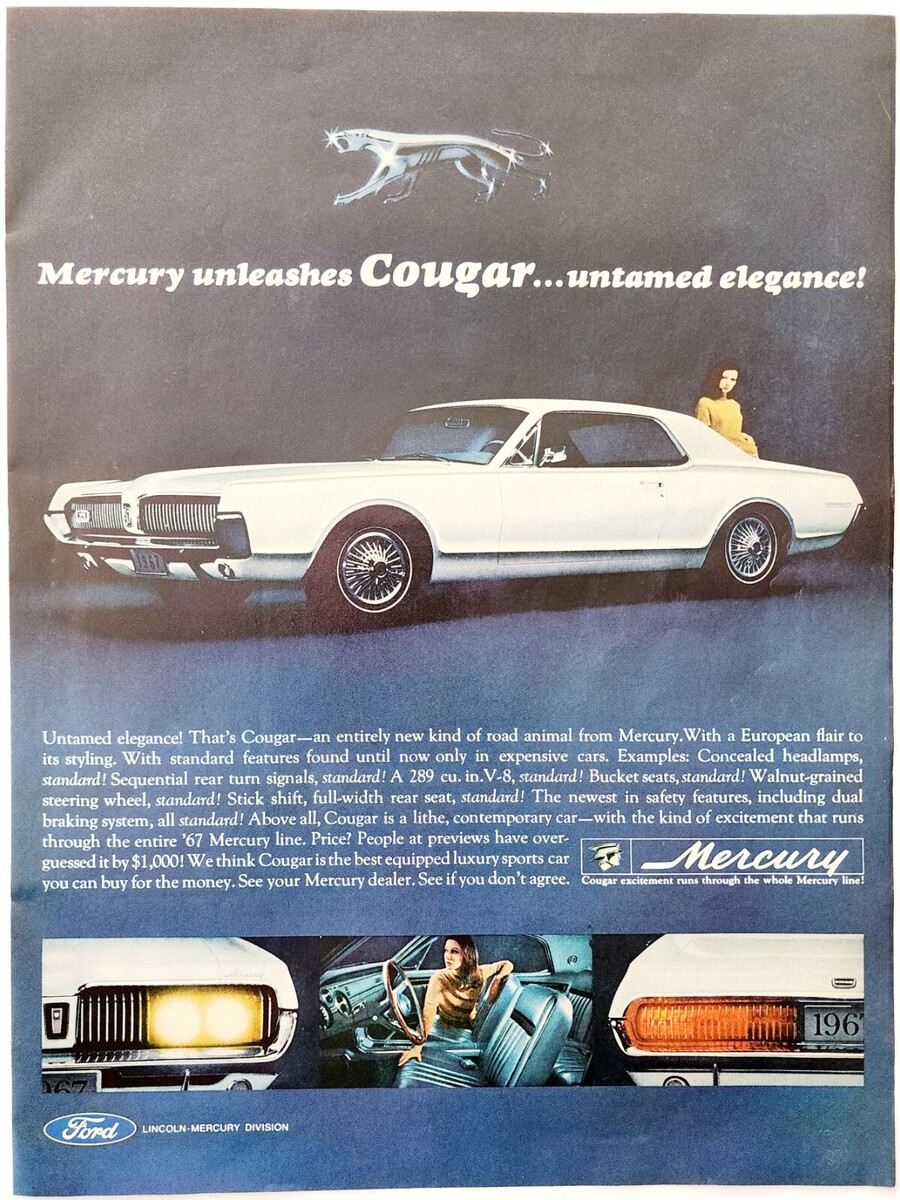 Mercury unleashes Cougar...untamed elegance!
1967
Untamed elegance! That's Cougar—an entirely new kind of road animal from Mercury. With a European flair to
its styling. With standard features found until now only in expensive cars. Examples: Concealed headlamps,
standard! Sequential rear turn signals, standard! A 289 cu. in. V-8, standard! Bucket seats, standard! Walnut-grained
steering wheel, standard! Stick shift, full-width rear seat, standard! The newest in safety features, including dual
braking system, all standard! Above all, Cougar is a lithe, contemporary car—with the kind of excitement that runs
through the entire '67 Mercury line. Price? People at previews have over-
guessed it by $1,000! We think Cougar is the best equipped luxury sports car
you can buy for the money. See your Mercury dealer. See if you don't agree.
Mercury
Cougar excitement runs through the whole Mercury line!
Mercury
967
196
Ford
LINCOLN-MERCURY DIVISION